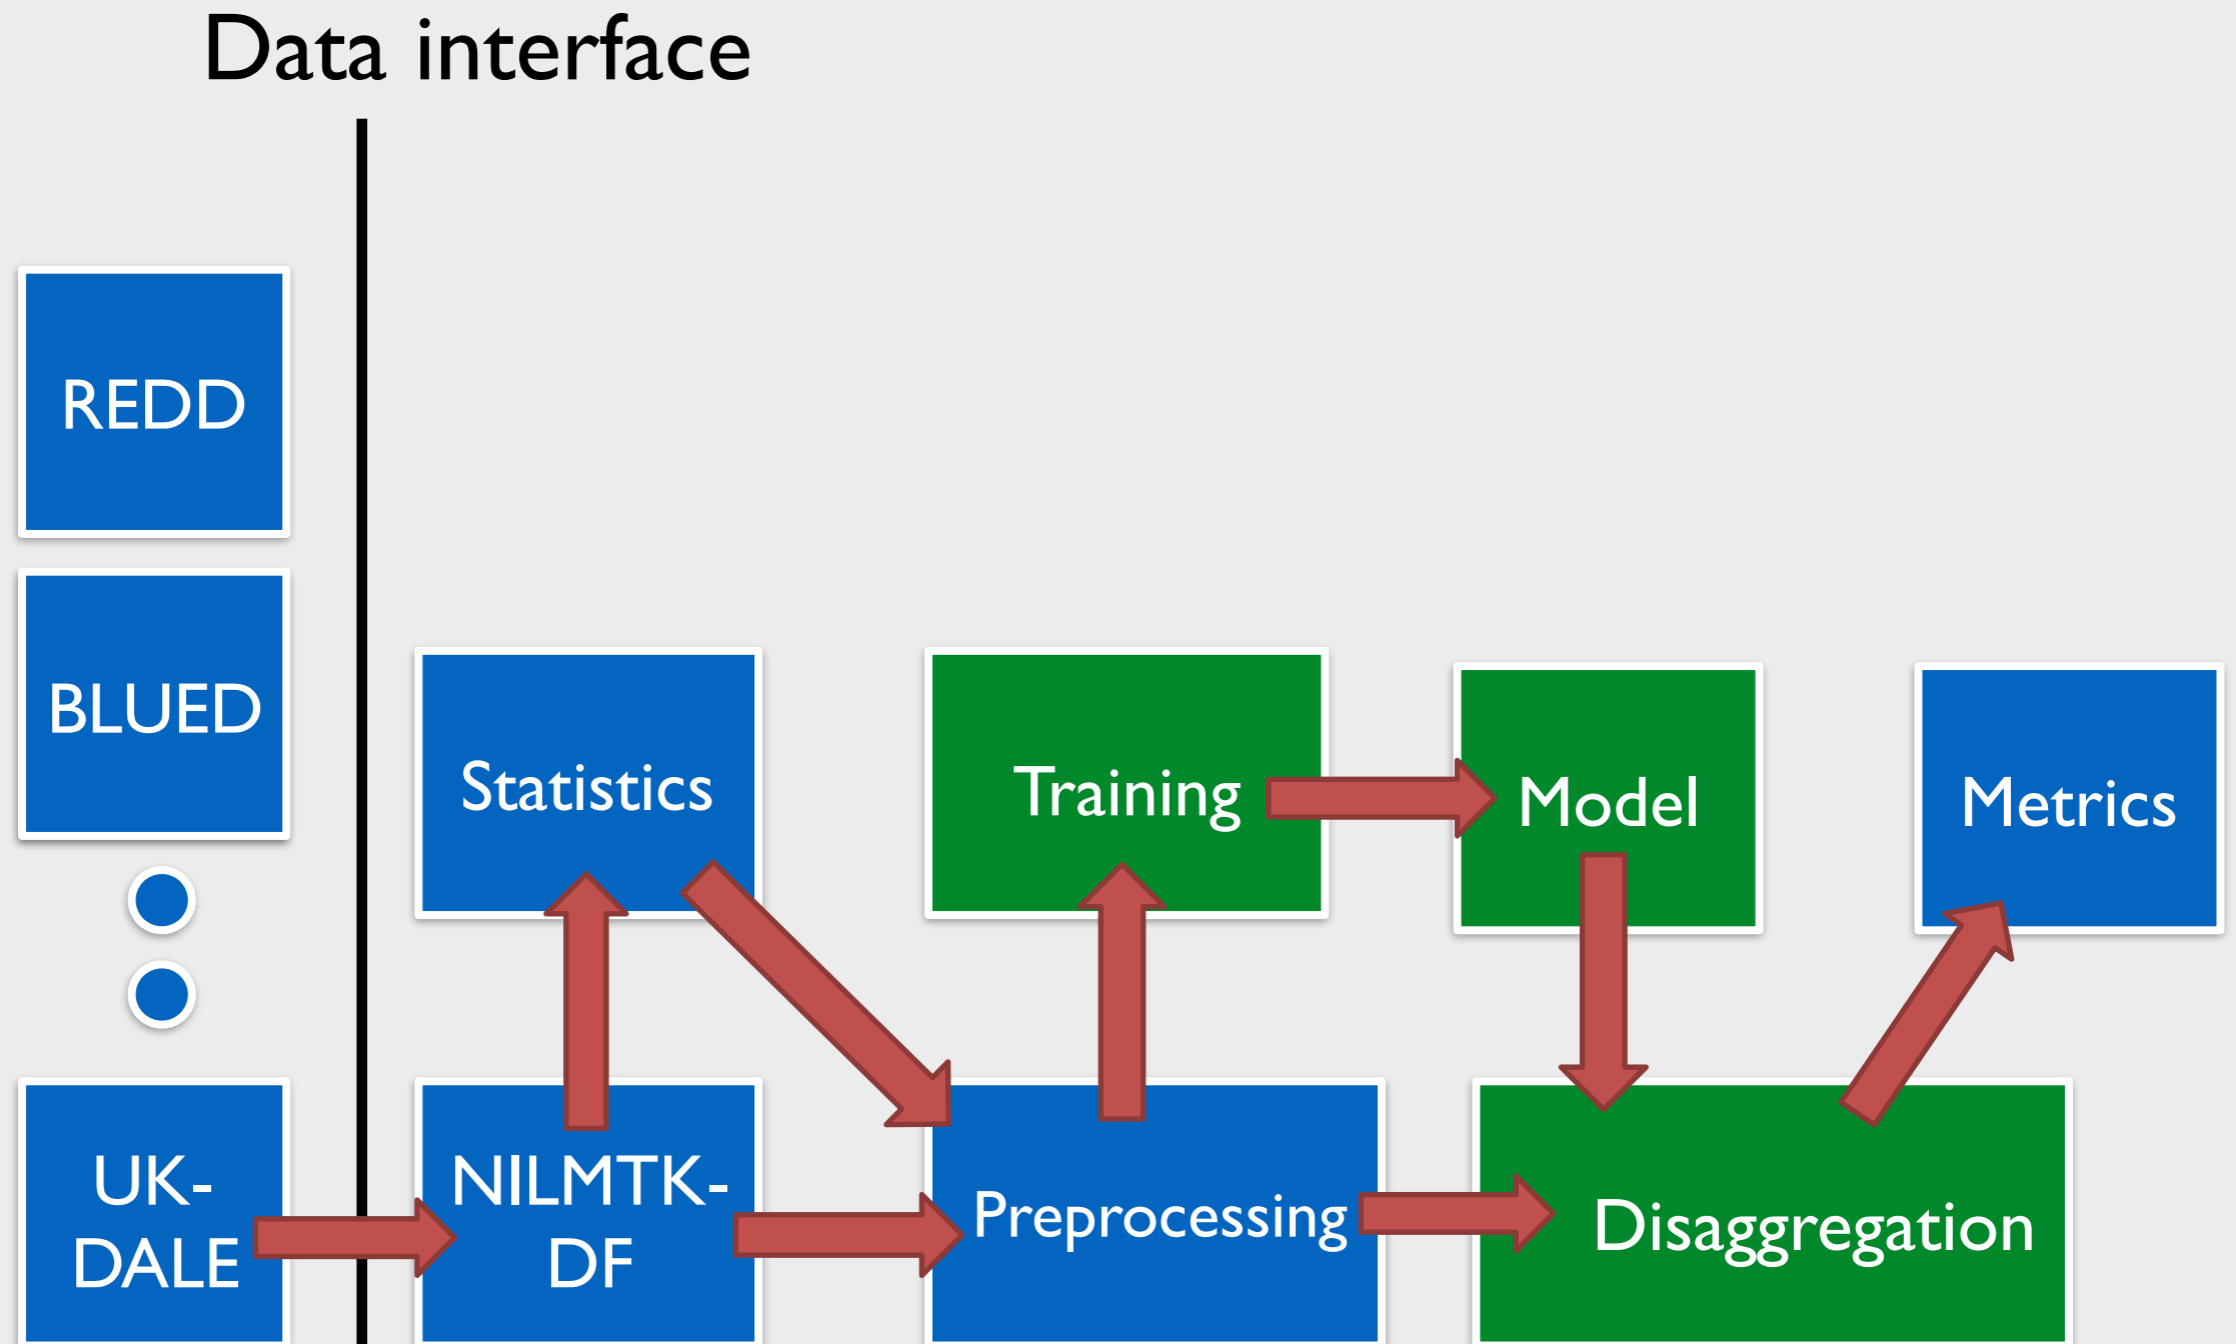 Data interface
REDD
BLUED
Statistics
Training
Model
Metrics
UK-
DALE
NILMTK-
DF
Preprocessing
Disaggregation